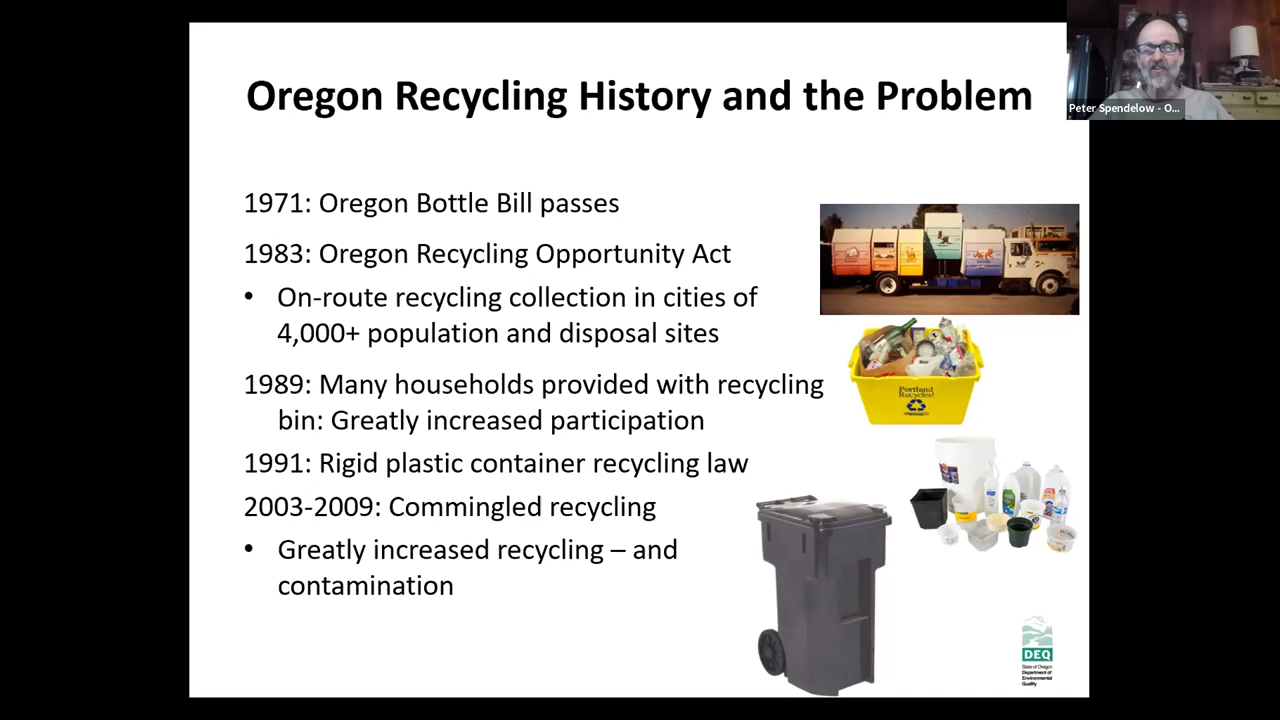 Oregon Recycling History and the Problem
Peter Spendelow - O...
1971: Oregon Bottle Bill passes
1983: Oregon Recycling Opportunity Act
• On-route recycling collection in cities of
4,000+ population and disposal sites
1989: Many households provided with recycling
bin: Greatly increased participation
1991: Rigid plastic container recycling law
2003-2009: Commingled recycling
• Greatly increased recycling – and
contamination
Portland
Recycles!
DEQ
State of Oregon
Department of
Environmental
Quality